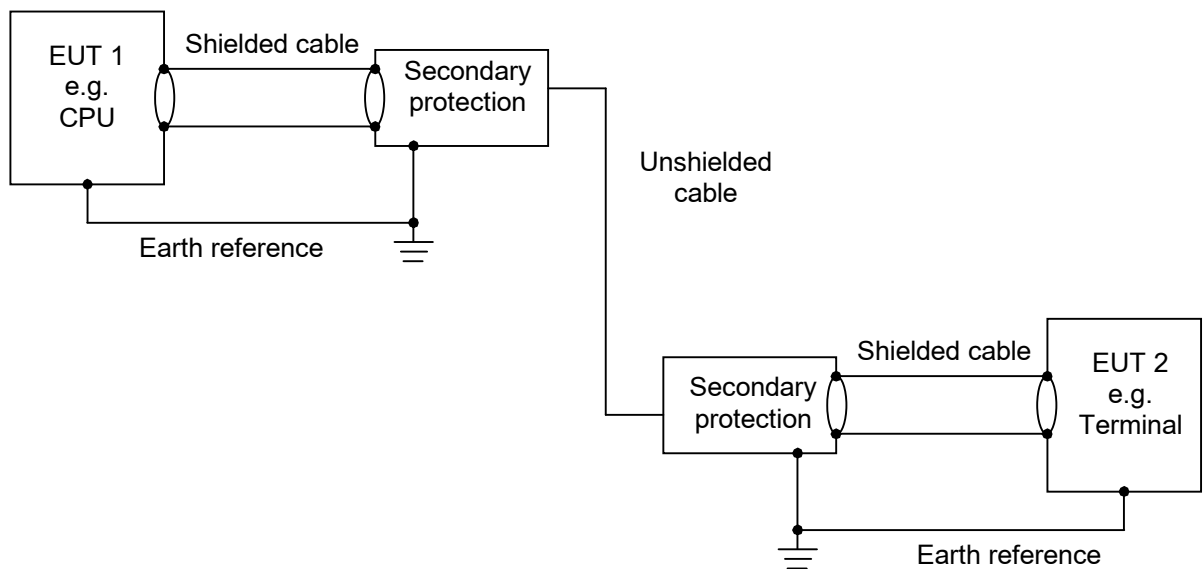 EUT 1
e.g.
CPU
Shielded cable
Secondary
protection
Unshielded
cable
Earth reference
Secondary
protection
Shielded cable
EUT 2
e.g.
Terminal
Earth reference